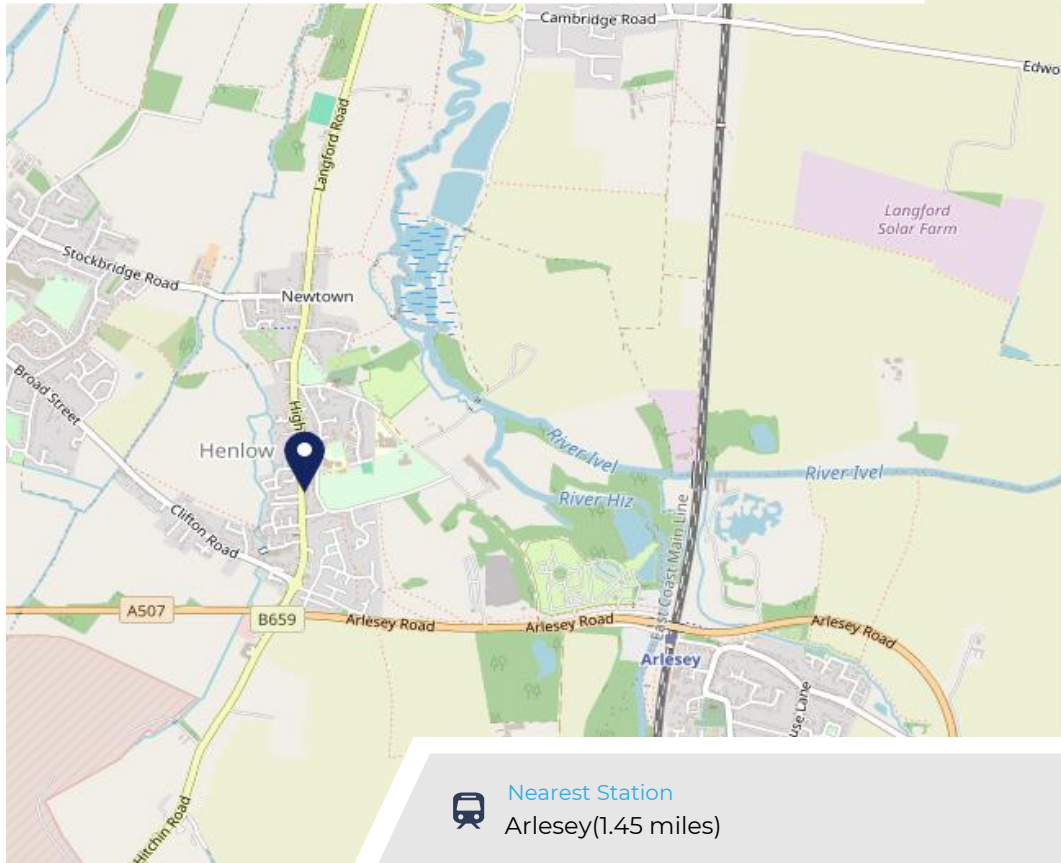 Cambridge Road
Edwo
Langford Road
Langford
Solar Farm
Stockbridge Road
Newtown
Broad Street
High
Henlow
River Ivel
River Ivel
River Hiz
Clifton Road
East Coast Main Line
A507
B659
Arlesey Road
Arlesey Road
Arlesey Road
Arlesey
use Lane
Hitchin Road
Nearest Station
Arlesey(1.45 miles)